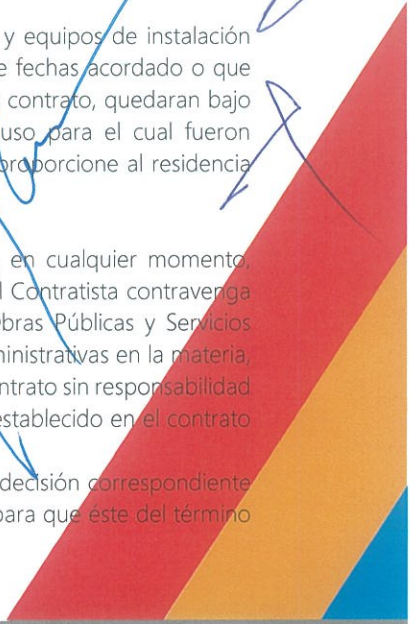 y equipos de instalación
e fechas acordado o que
contrato, quedaran bajo
uso para el cual fueron
proporcione al residencia
en cualquier momento,
l Contratista contravenga
bras Públicas y Servicios
ministrativas en la materia,
ntrato sin responsabilidad
establecido en el contrato
decisión correspondiente
para que éste del término